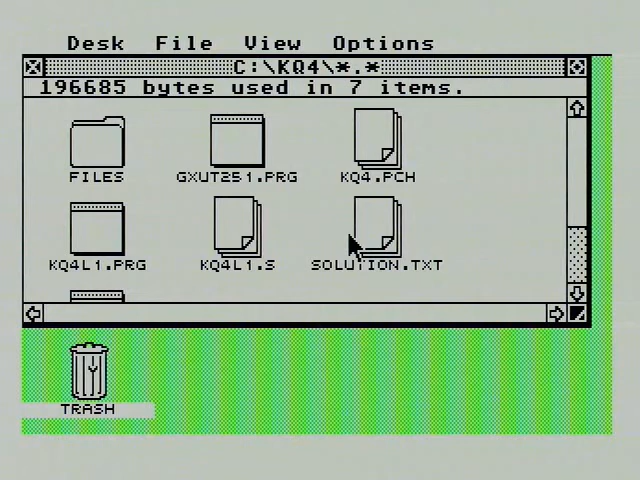 Desk File View Options
C:\KQ4\*.*
196685 bytes used in 7 items.
FILES GXUT251.PRG KQ4.PCH
KQ4L1.PRG KQ4L1.S SOLUTION.TXT
TRASH